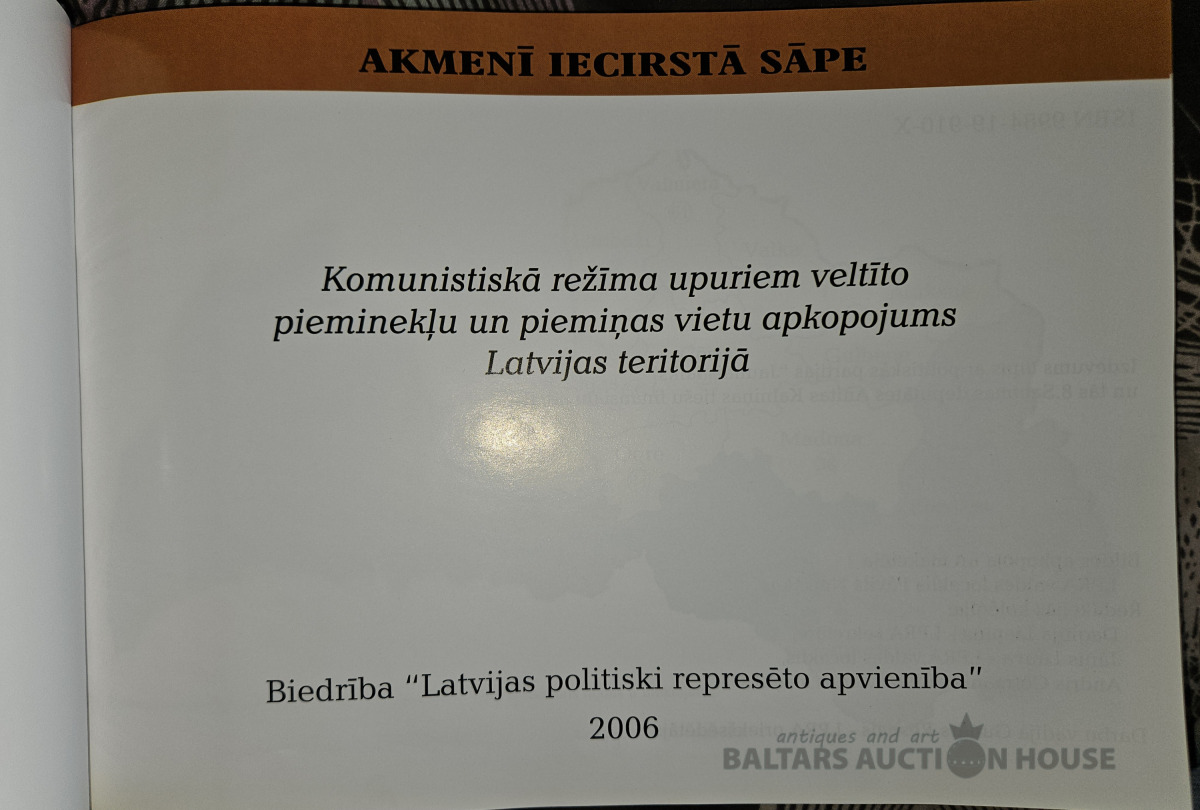 AKMENĪ IECIRSTĀ SĀPE
Komunistiskā režīma upuriem veltīto
pieminekļu un piemiņas vietu apkopojums
Latvijas teritorijā
Biedrība "Latvijas politiski represēto apvienība"
2006
antiques and art
BALTARS AUCTION HOUSE